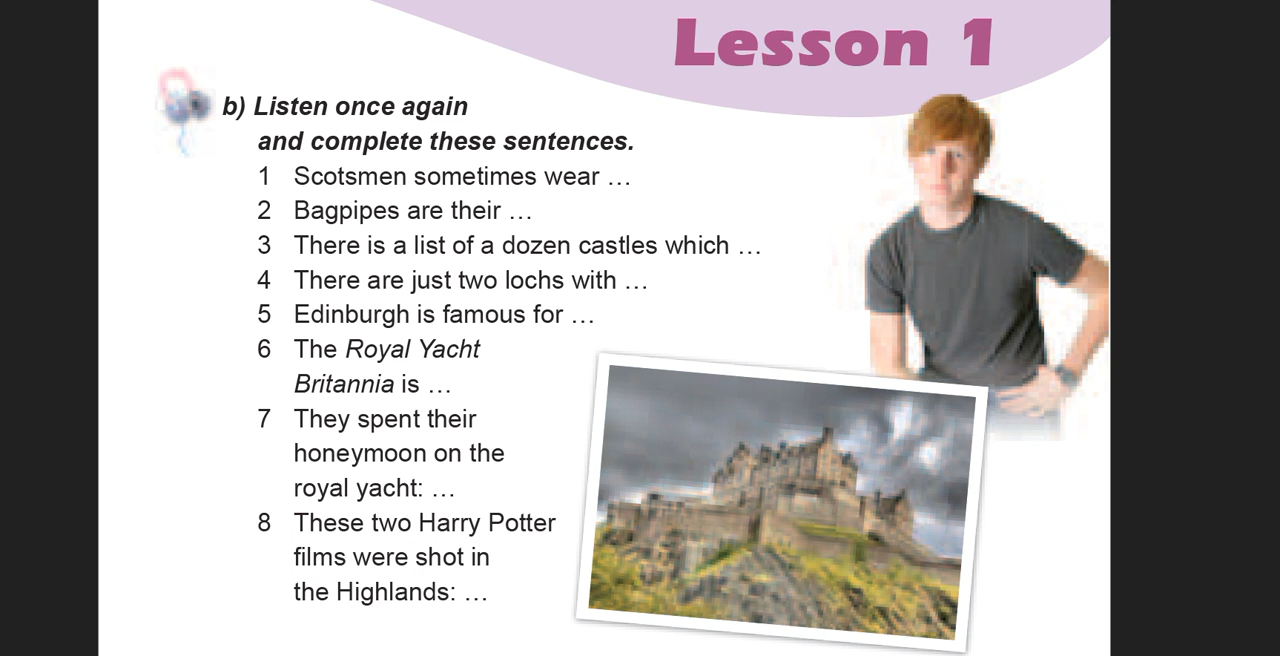 Lesson 1
b) Listen once again
and complete these sentences.
1 Scotsmen sometimes wear …
2 Bagpipes are their …
3 There is a list of a dozen castles which …
4 There are just two lochs with …
5 Edinburgh is famous for …
6 The Royal Yacht
Britannia is …
7 They spent their
honeymoon on the
royal yacht: …
8 These two Harry Potter
films were shot in
the Highlands: …